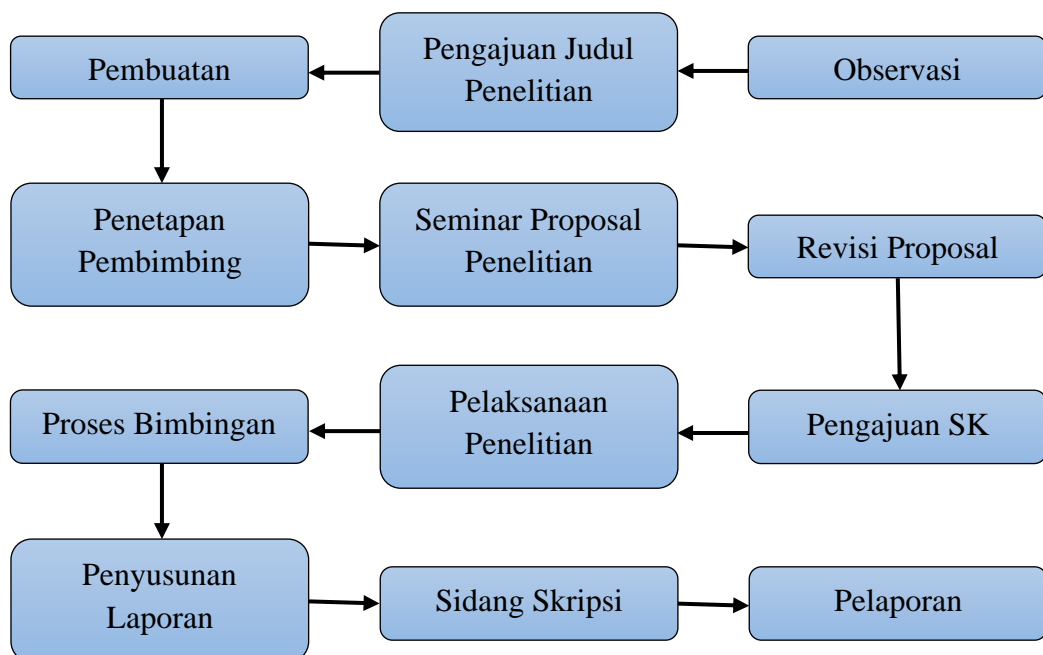 Observasi
Pengajuan Judul
Penelitian
Pembuatan
Penetapan
Pembimbing
Seminar Proposal
Penelitian
Revisi Proposal
Pengajuan SK
Pelaksanaan
Penelitian
Proses Bimbingan
Penyusunan
Laporan
Sidang Skripsi
Pelaporan